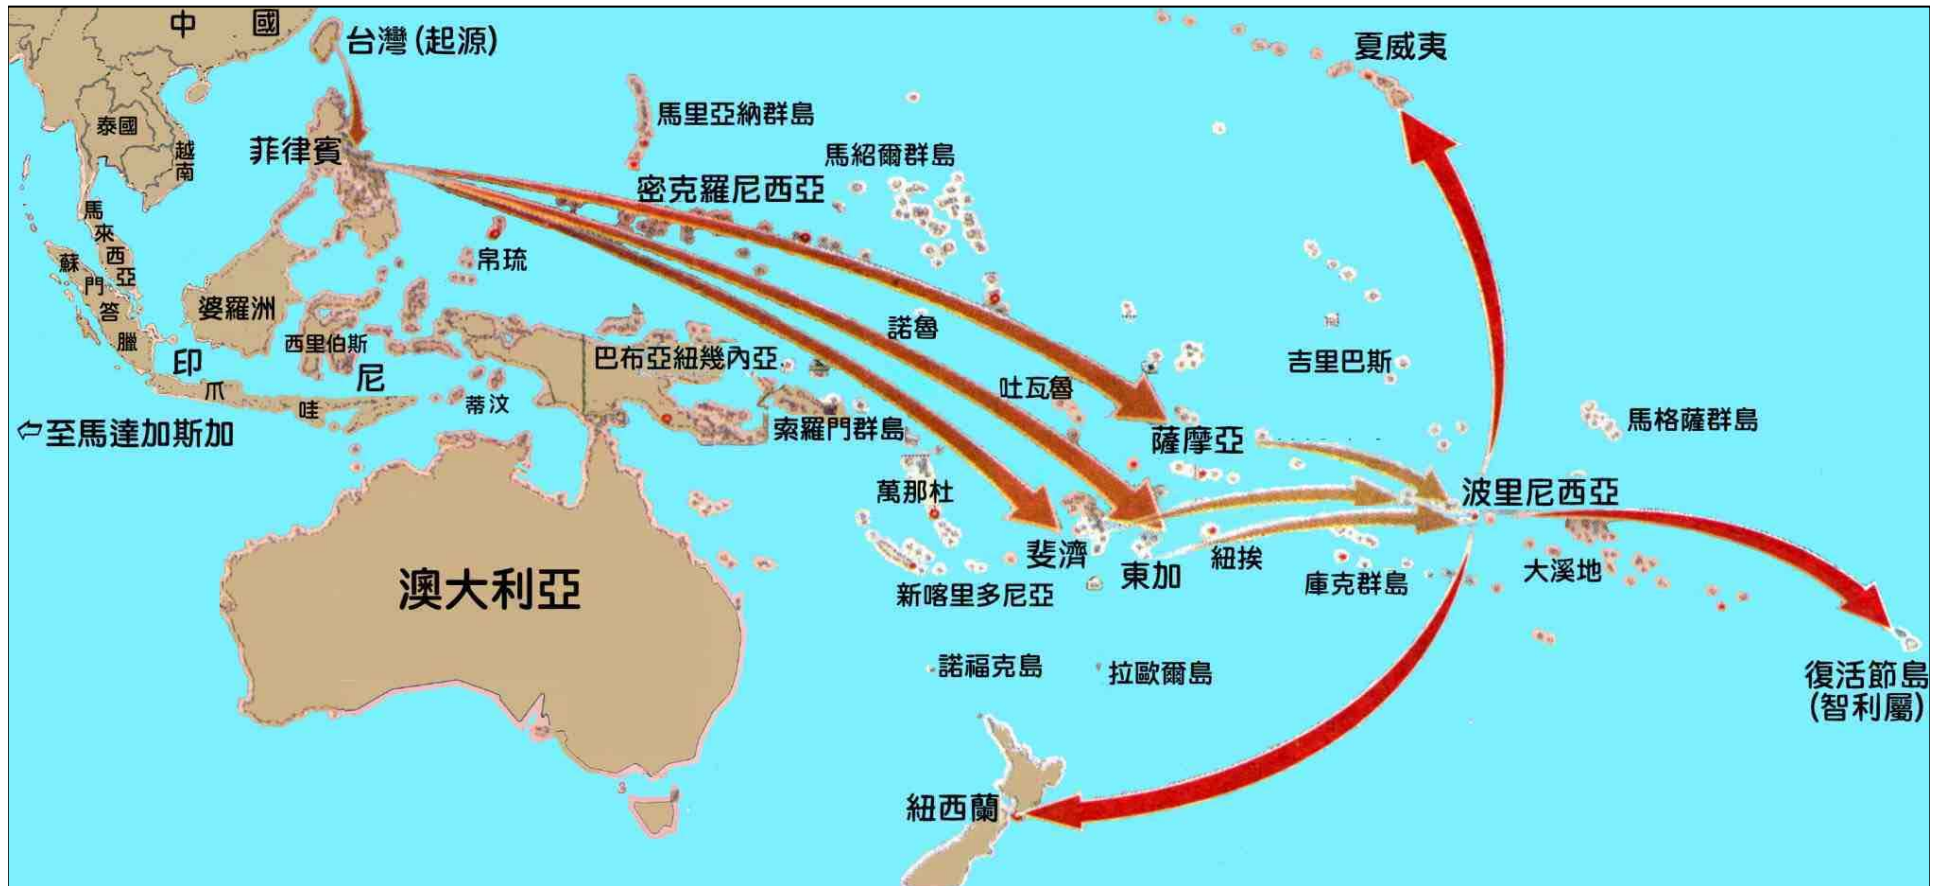 中國
台灣(起源)
夏威夷
泰國
越南
菲律賓
馬里亞納群島
馬紹爾群島
密克羅尼西亞
馬來西亞
蘇門答臘
帛琉
婆羅洲
西里伯斯
印尼
爪哇
蒂汶
巴布亞紐幾內亞
諾魯
吐瓦魯
吉里巴斯
⇦至馬達加斯加
索羅門群島
薩摩亞
馬格薩群島
萬那杜
波里尼西亞
斐濟
東加
紐挨
庫克群島
大溪地
澳大利亞
新喀里多尼亞
諾福克島
拉歐爾島
復活節島
(智利屬)
紐西蘭